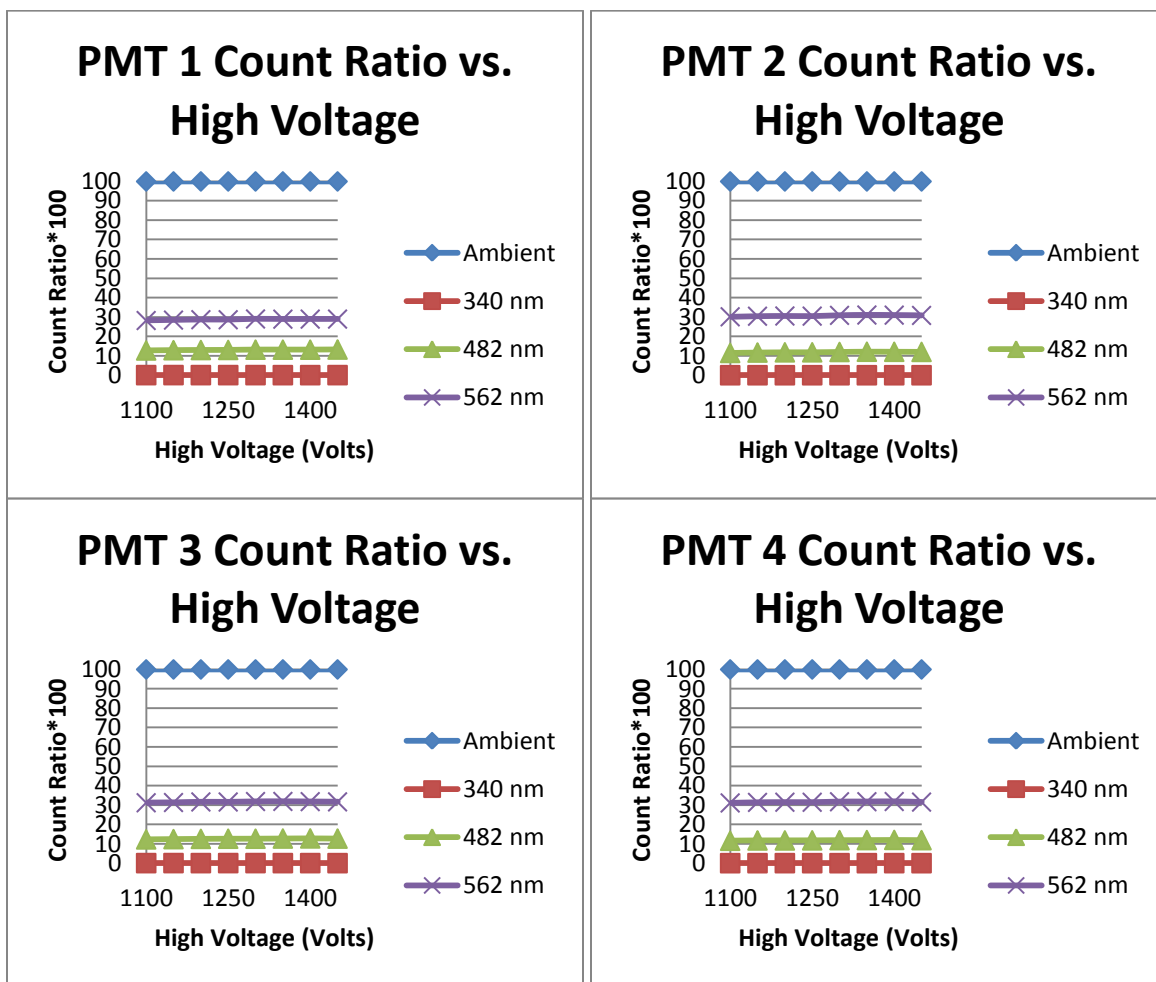 PMT 1 Count Ratio vs.
High Voltage
Count Ratio*100
100
90
80
70
60
50
40
30
20
10
0
1100 1250 1400
High Voltage (Volts)
Ambient
340 nm
482 nm
562 nm
PMT 2 Count Ratio vs.
High Voltage
Count Ratio*100
100
90
80
70
60
50
40
30
20
10
0
1100 1250 1400
High Voltage (Volts)
Ambient
340 nm
482 nm
562 nm
PMT 3 Count Ratio vs.
High Voltage
Count Ratio*100
100
90
80
70
60
50
40
30
20
10
0
1100 1250 1400
High Voltage (Volts)
Ambient
340 nm
482 nm
562 nm
PMT 4 Count Ratio vs.
High Voltage
Count Ratio*100
100
90
80
70
60
50
40
30
20
10
0
1100 1250 1400
High Voltage (Volts)
Ambient
340 nm
482 nm
562 nm